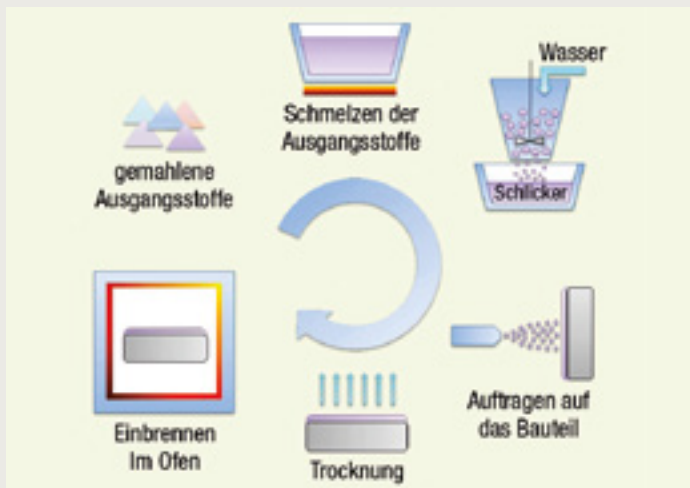 gemahlene
Ausgangsstoffe
Schmelzen der
Ausgangsstoffe
Wasser
Schlicker
Auftragen auf
das Bauteil
Trocknung
Einbrennen
Im Ofen